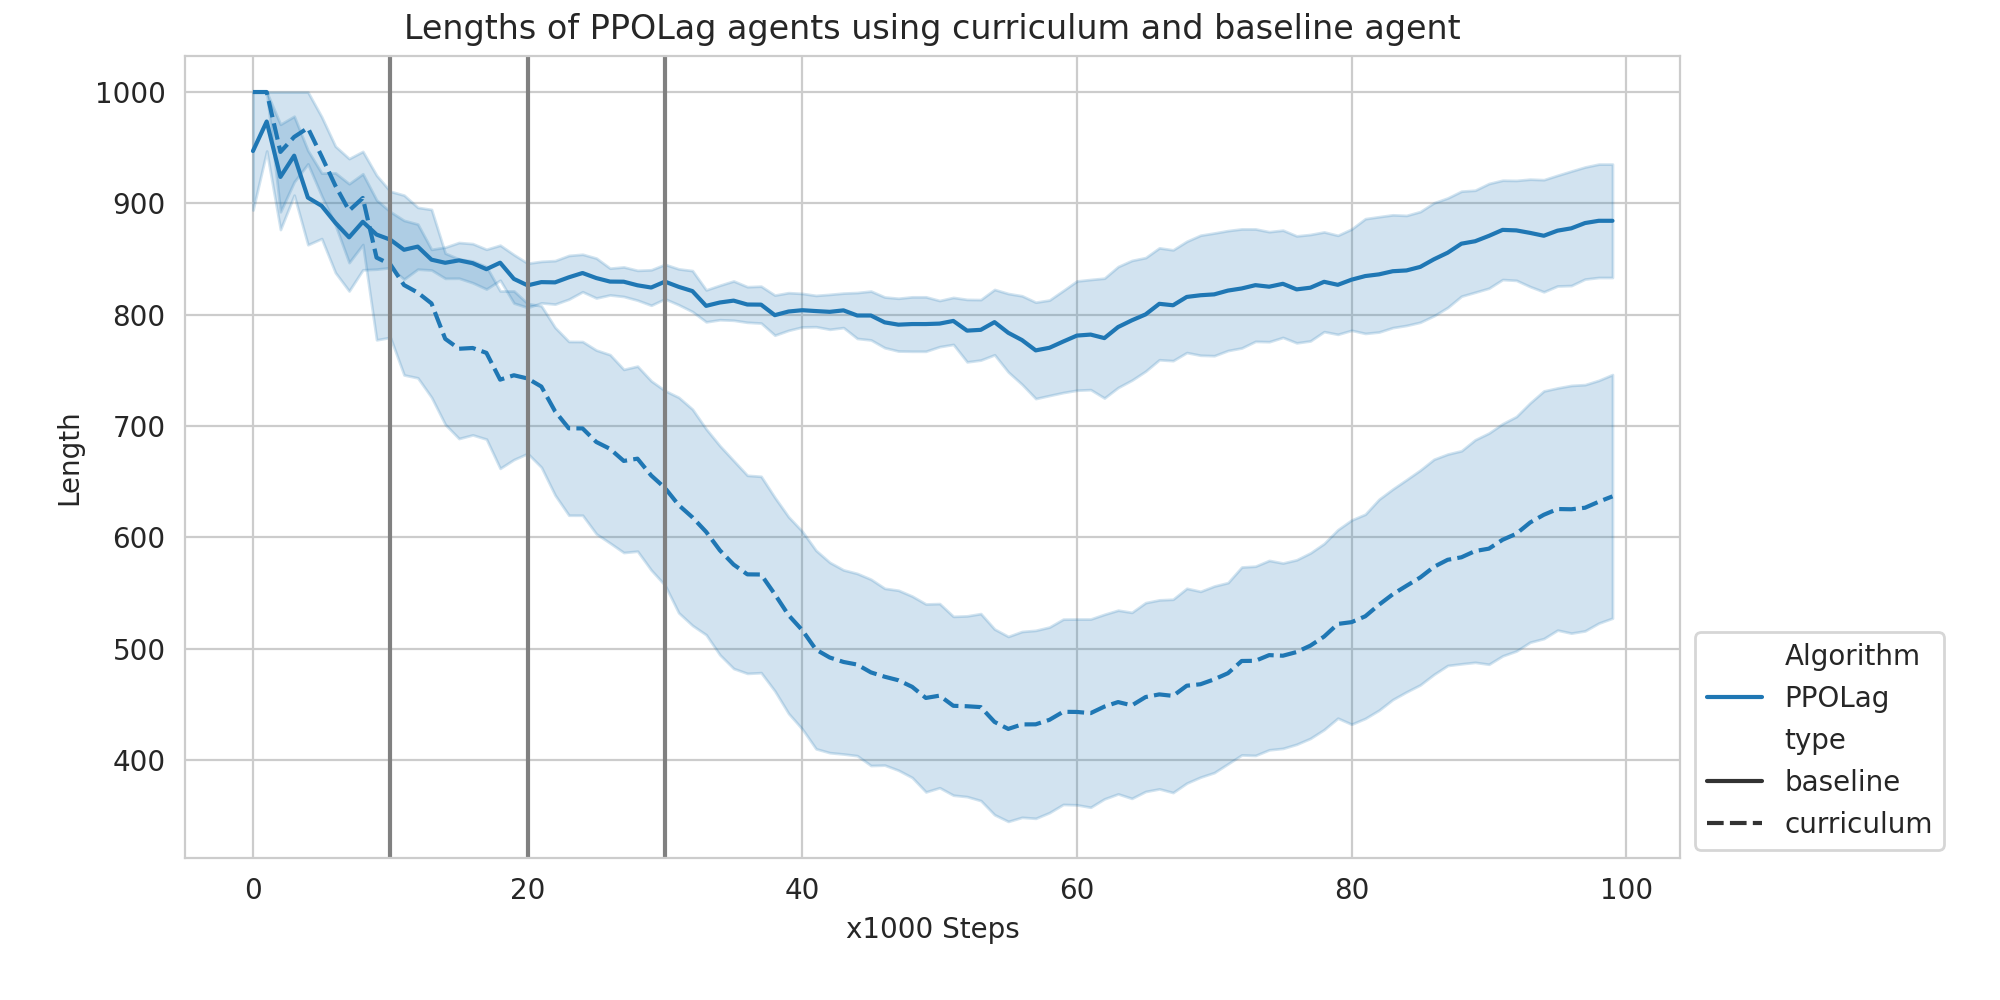 Lengths of PPOLag agents using curriculum and baseline agent
1000
900
800
700
600
500
400
Length
0 20 40 60 80 100
x1000 Steps
Algorithm
PPOLag
type
baseline
curriculum